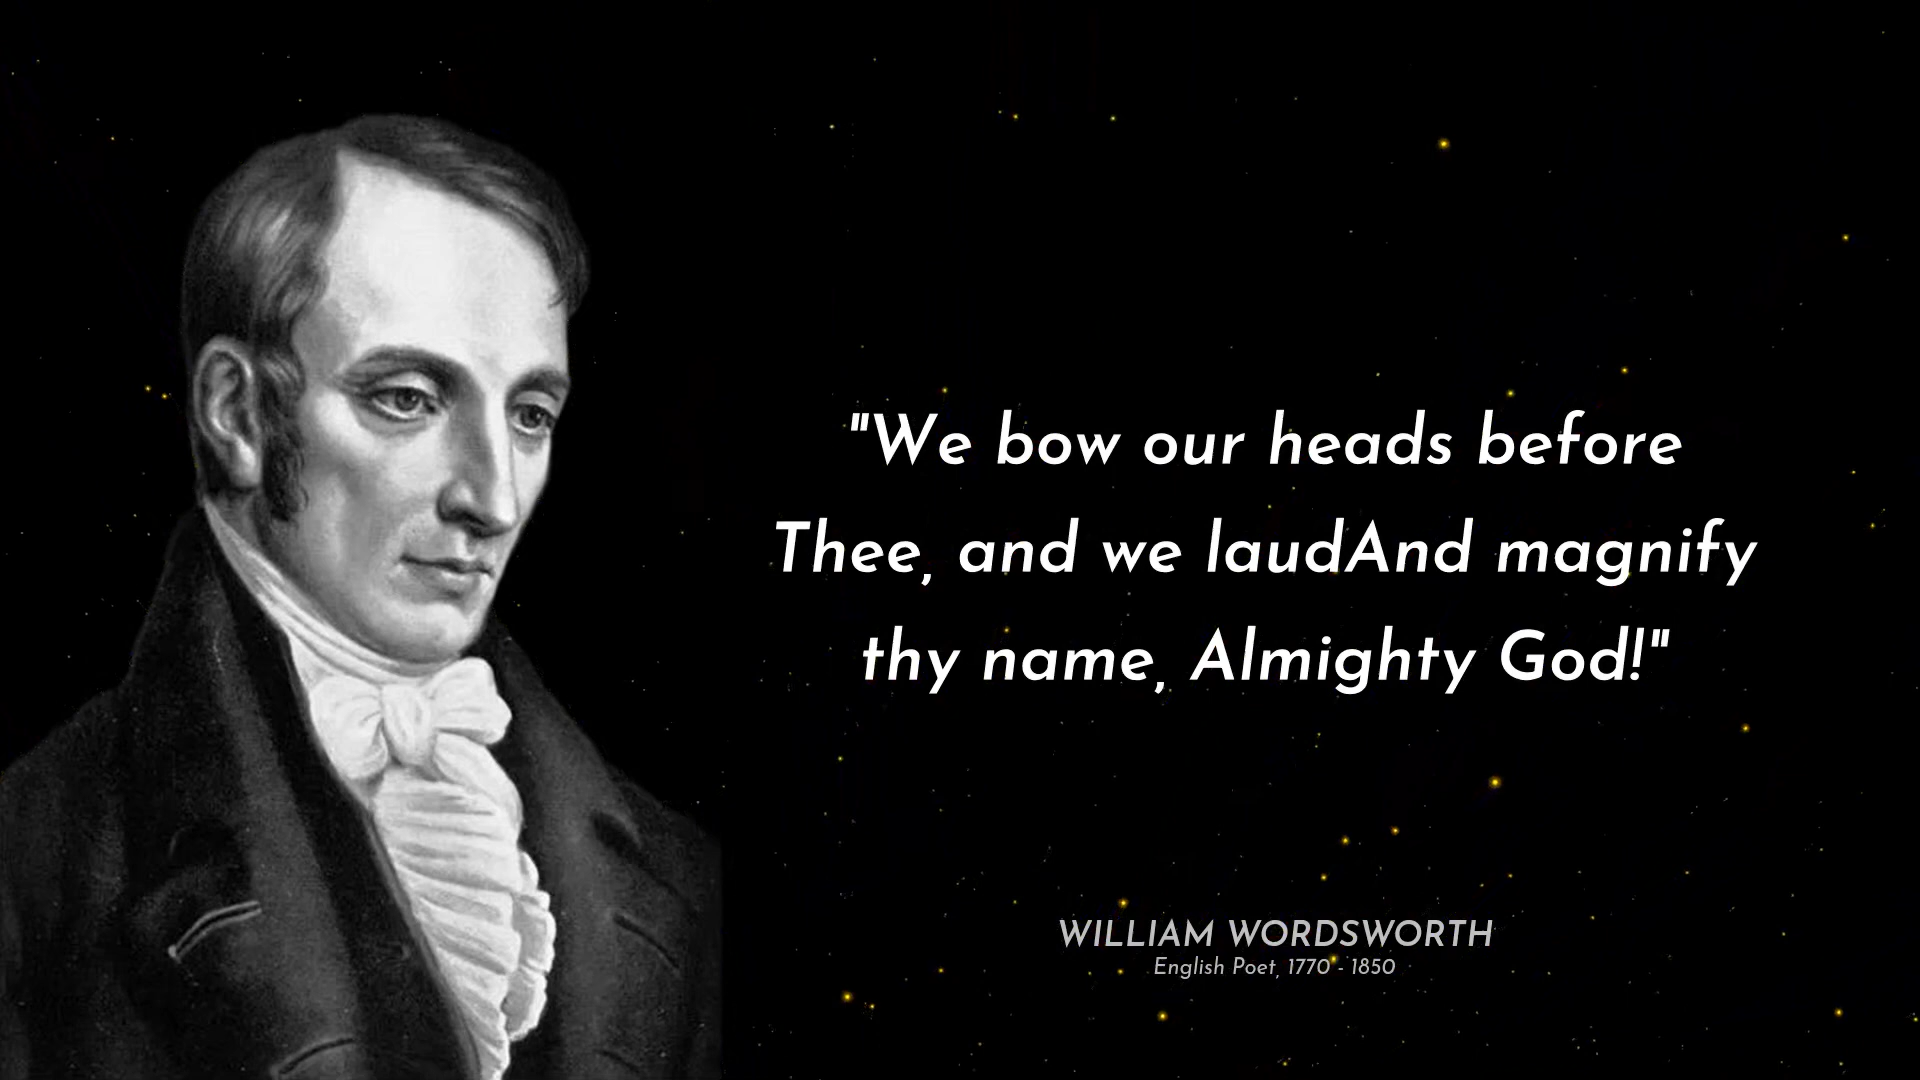 "We bow our heads before
Thee, and we laudAnd magnify
thy name, Almighty God!"
WILLIAM WORDSWORTH
English Poet, 1770 - 1850